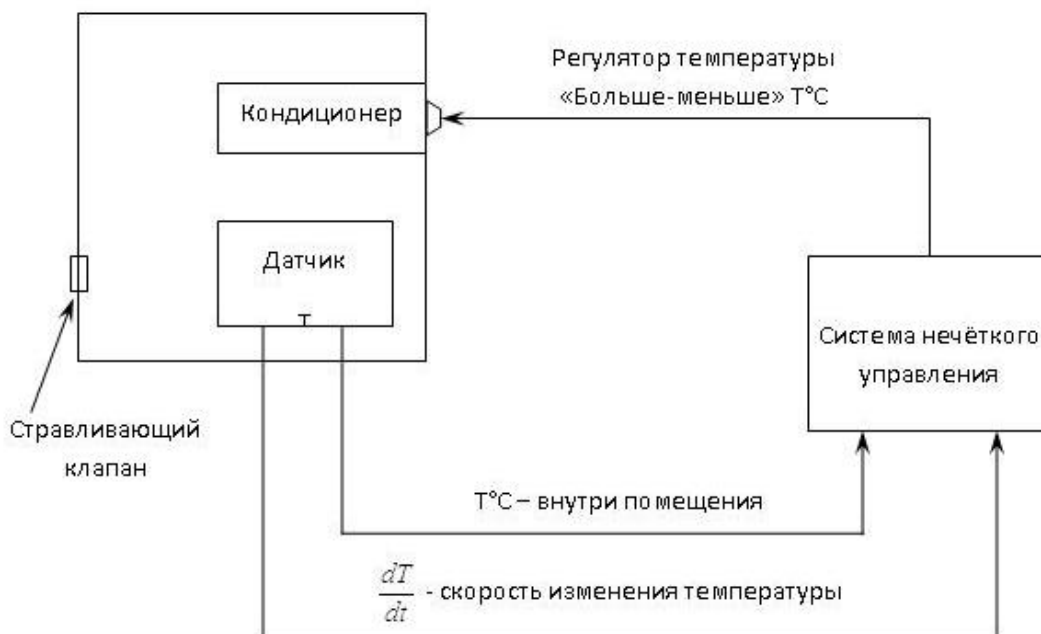 Регулятор температуры
«Больше-меньше» T°C
Кондиционер
Датчик
T
Система нечёткого
управления
Стравливающий
клапан
T°C – внутри помещения
dT
dt
- скорость изменения температуры